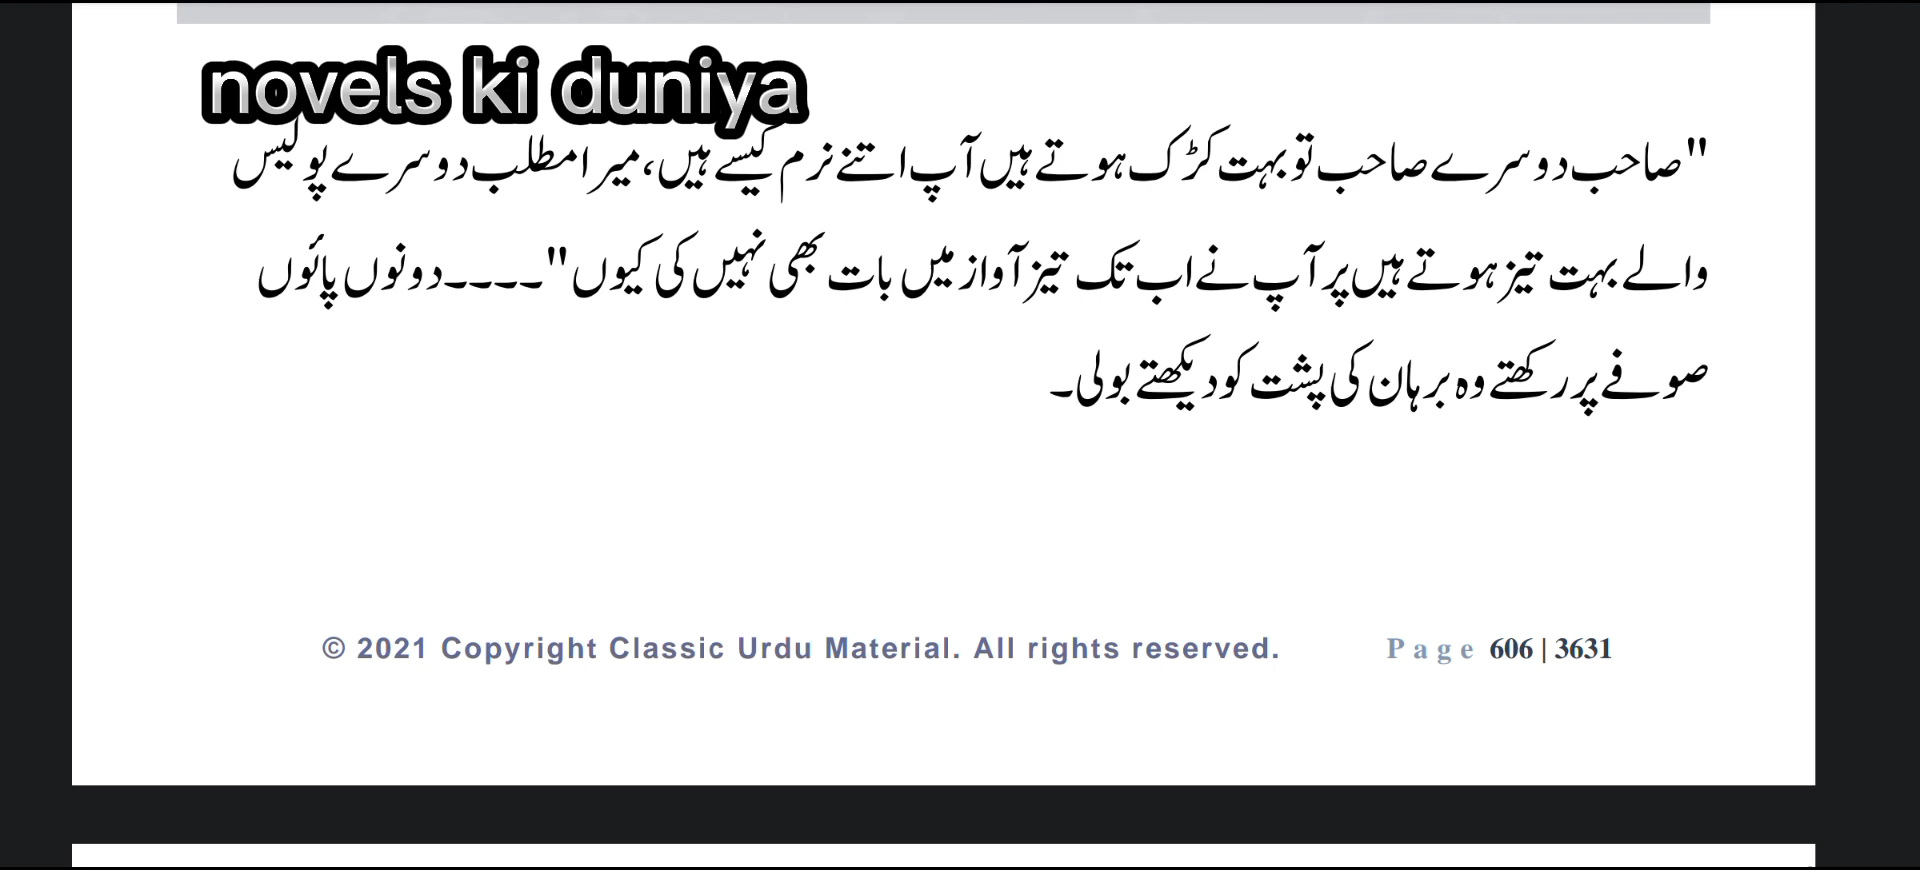 novels ki duniya
"صاحب دوسرے صاحب تو بہت کڑک ہوتے ہیں آپ اتنے نرم کیسے ہیں، میرا مطلب دوسرے پولیس
والے بہت تیز ہوتے ہیں پر آپ نے اب تک تیز آواز میں بات بھی نہیں کی کیوں"۔۔۔۔دونوں پائوں
صوفے پر رکھتے وہ برہان کی پشت کو دیکھتے بولی۔
© 2021 Copyright Classic Urdu Material. All rights reserved. Page 606 | 3631